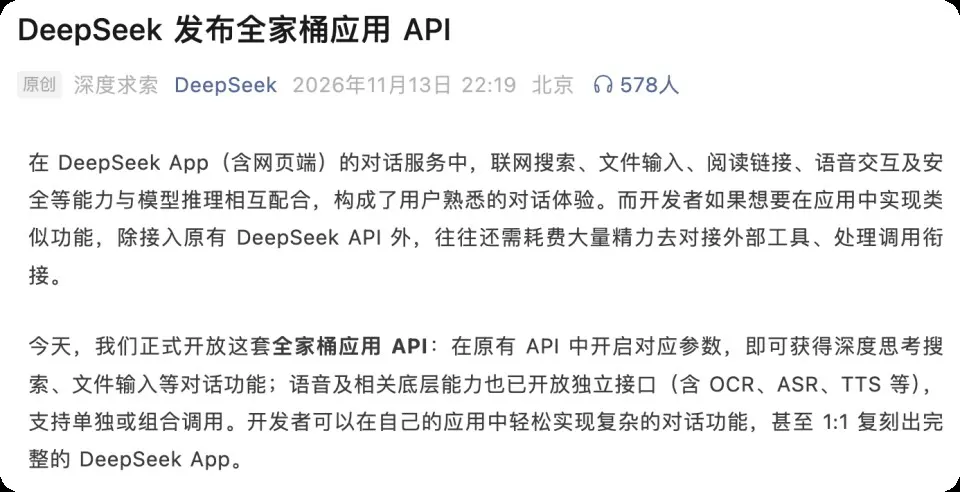 DeepSeek 发布全家桶应用 API
原创 深度求索 DeepSeek 2026年11月13日 22:19 北京 578人
在 DeepSeek App（含网页端）的对话服务中，联网搜索、文件输入、阅读链接、语音交互及安
全等能力与模型推理相互配合，构成了用户熟悉的对话体验。而开发者如果想要在应用中实现类
似功能，除接入原有 DeepSeek API 外，往往还需耗费大量精力去对接外部工具、处理调用衔
接。
今天，我们正式开放这套全家桶应用 API：在原有 API 中开启对应参数，即可获得深度思考搜
索、文件输入等对话功能；语音及相关底层能力也已开放独立接口（含 OCR、ASR、TTS 等），
支持单独或组合调用。开发者可以在自己的应用中轻松实现复杂的对话功能，甚至 1:1 复刻出完
整的 DeepSeek App。